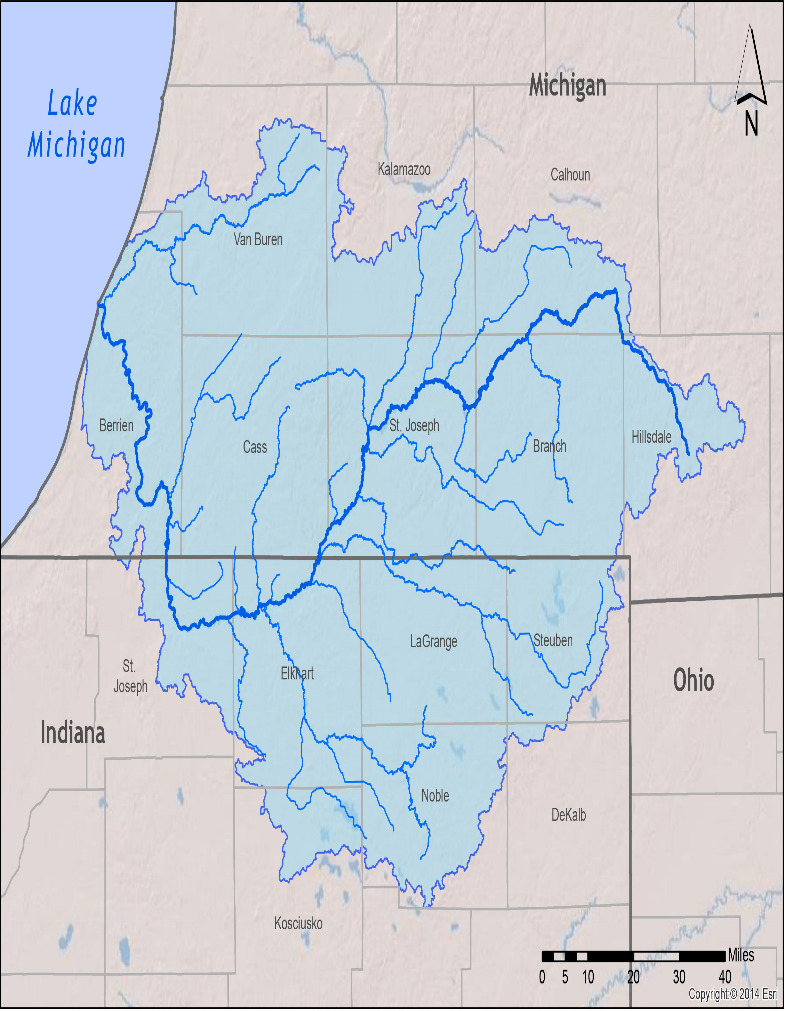 Michigan
Lake
Michigan
N
Kalamazoo
Calhoun
Van Buren
Berrien
Cass
St. Joseph
Branch
Hillsdale
LaGrange
Steuben
St.
Joseph
Elkhart
Ohio
Indiana
Noble
DeKalb
Kosciusko
Miles
0 5 10 20 30 40
Copyright:© 2014 Esri